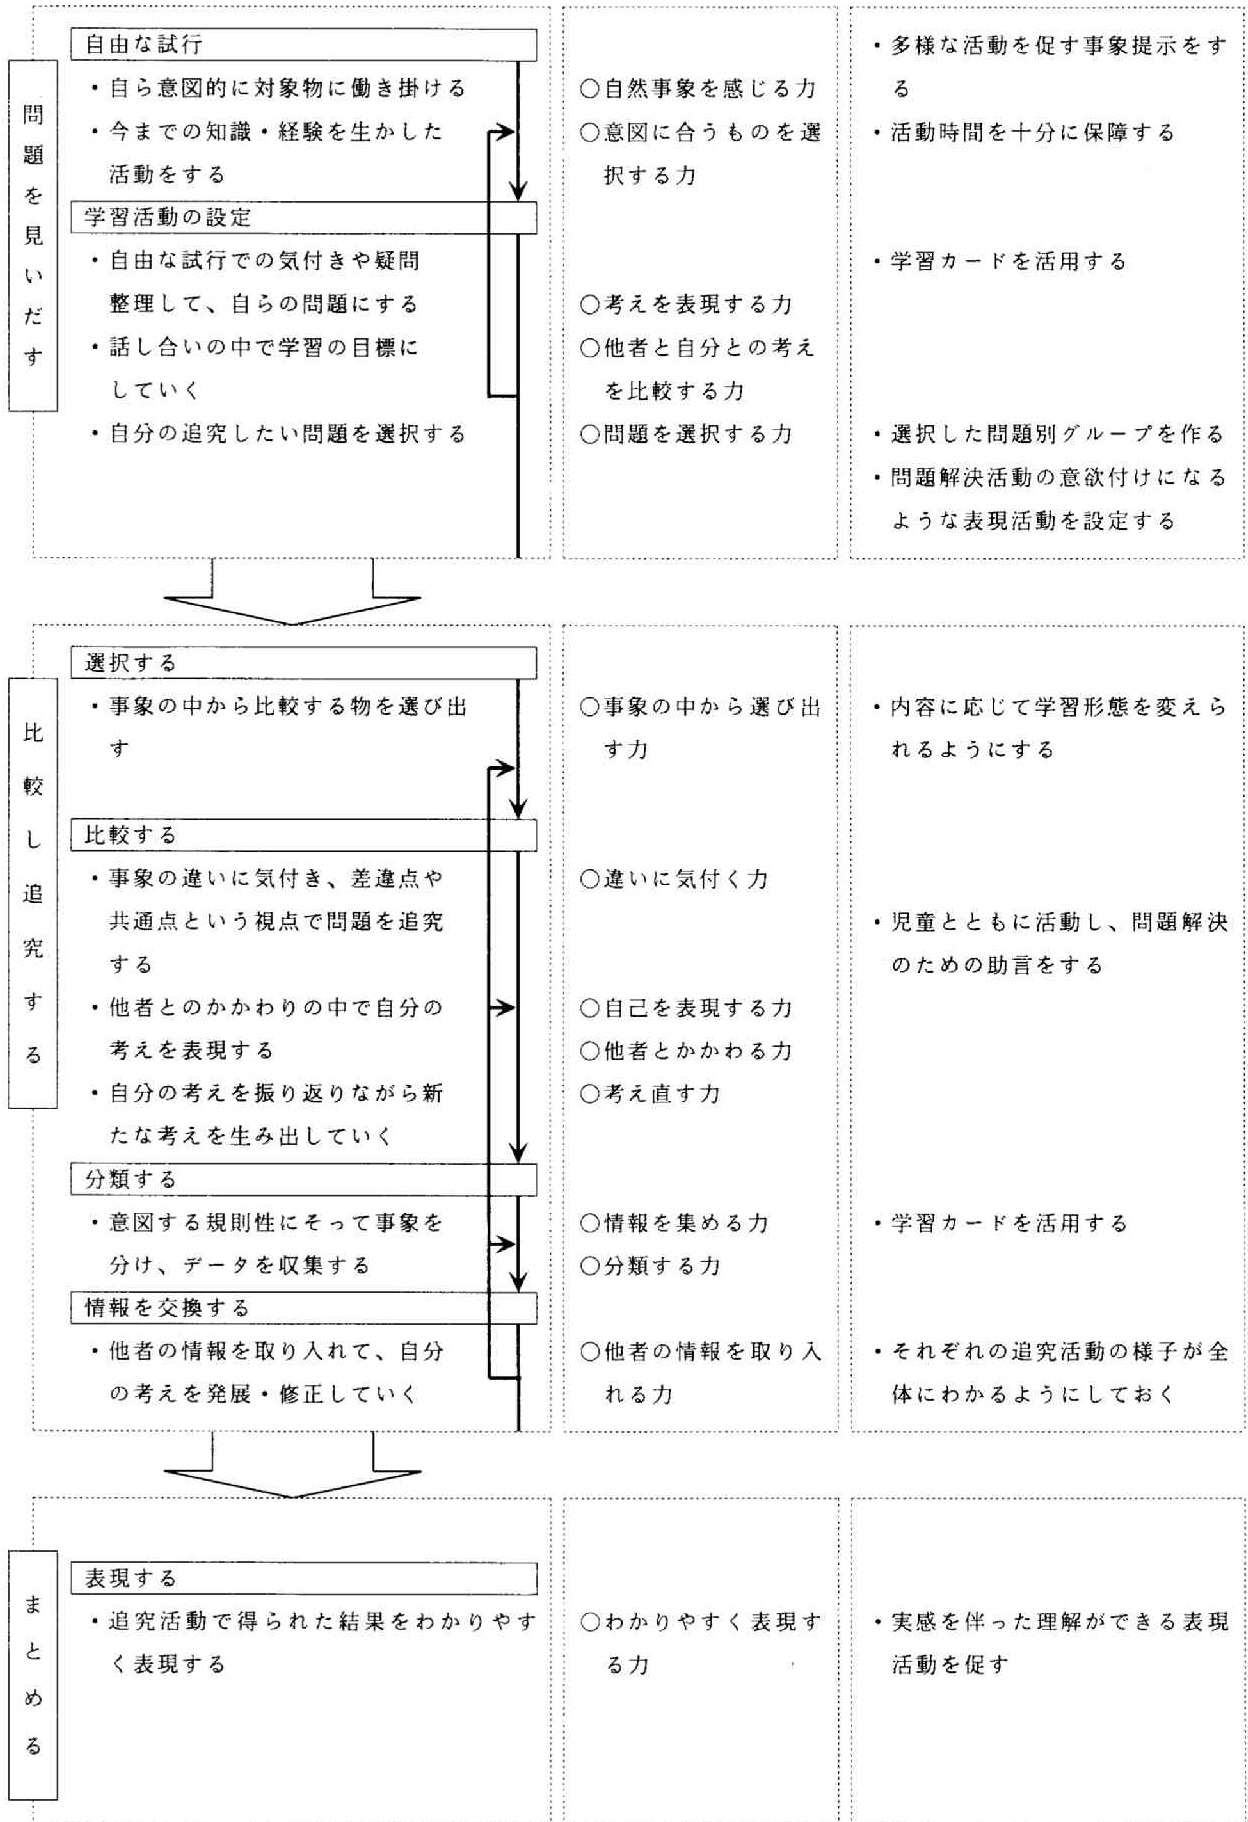 問題を見いだす
自由な試行
・自ら意図的に対象物に働き掛ける
・今までの知識・経験を生かした
活動をする
学習活動の設定
・自由な試行での気付きや疑問
整理して、自らの問題にする
・話し合いの中で学習の目標に
していく
・自分の追究したい問題を選択する
○自然事象を感じる力
○意図に合うものを選
択する力
○考えを表現する力
○他者と自分との考え
を比較する力
○問題を選択する力
・多様な活動を促す事象提示をす
る
・活動時間を十分に保障する
・学習カードを活用する
・選択した問題別グループを作る
・問題解決活動の意欲付けになる
ような表現活動を設定する
比較し追究する
選択する
・事象の中から比較する物を選び出
す
比較する
・事象の違いに気付き、差違点や
共通点という視点で問題を追究
する
・他者とのかかわりの中で自分の
考えを表現する
・自分の考えを振り返りながら新
たな考えを生み出していく
分類する
・意図する規則性にそって事象を
分け、データを収集する
情報を交換する
・他者の情報を取り入れて、自分
の考えを発展・修正していく
○事象の中から選び出
す力
○違いに気付く力
○自己を表現する力
○他者とかかわる力
○考え直す力
○情報を集める力
○分類する力
○他者の情報を取り入
れる力
・内容に応じて学習形態を変えら
れるようにする
・児童とともに活動し、問題解決
のための助言をする
・学習カードを活用する
・それぞれの追究活動の様子が全
体にわかるようにしておく
まとめる
表現する
・追究活動で得られた結果をわかりやす
く表現する
○わかりやすく表現す
る力
・実感を伴った理解ができる表現
活動を促す